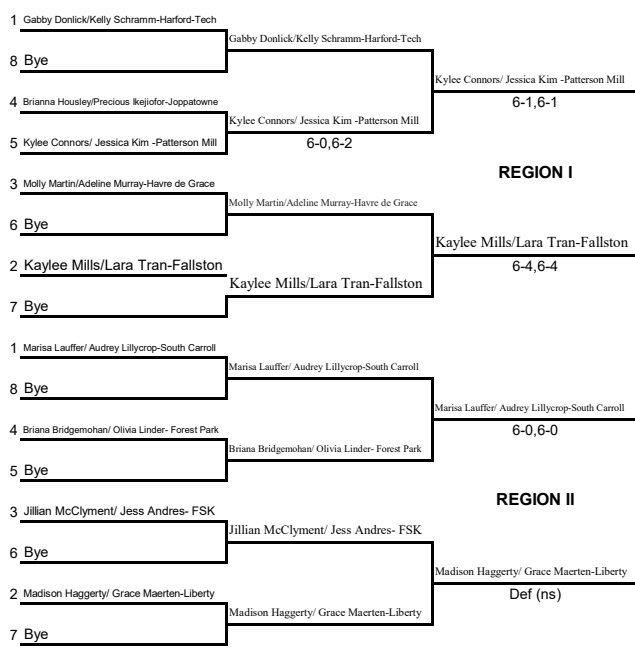 1 Gabby Donlick/Kelly Schramm-Harford-Tech
Gabby Donlick/Kelly Schramm-Harford-Tech
8 Bye
Kylee Connors/ Jessica Kim -Patterson Mill
6-1,6-1
4 Brianna Housley/Precious Ikejiofor-Joppatowne
Kylee Connors/ Jessica Kim -Patterson Mill
6-0,6-2
5 Kylee Connors/ Jessica Kim -Patterson Mill
REGION I
3 Molly Martin/Adeline Murray-Havre de Grace
Molly Martin/Adeline Murray-Havre de Grace
6 Bye
Kaylee Mills/Lara Tran-Fallston
6-4,6-4
2 Kaylee Mills/Lara Tran-Fallston
Kaylee Mills/Lara Tran-Fallston
7 Bye
1 Marisa Lauffer/ Audrey Lillycrop-South Carroll
Marisa Lauffer/ Audrey Lillycrop-South Carroll
8 Bye
Marisa Lauffer/ Audrey Lillycrop-South Carroll
6-0,6-0
4 Briana Bridgemohan/ Olivia Linder- Forest Park
Briana Bridgemohan/ Olivia Linder- Forest Park
5 Bye
REGION II
3 Jillian McClyment/ Jess Andres- FSK
Jillian McClyment/ Jess Andres- FSK
6 Bye
Madison Haggerty/ Grace Maerten-Liberty
Def (ns)
2 Madison Haggerty/ Grace Maerten-Liberty
Madison Haggerty/ Grace Maerten-Liberty
7 Bye